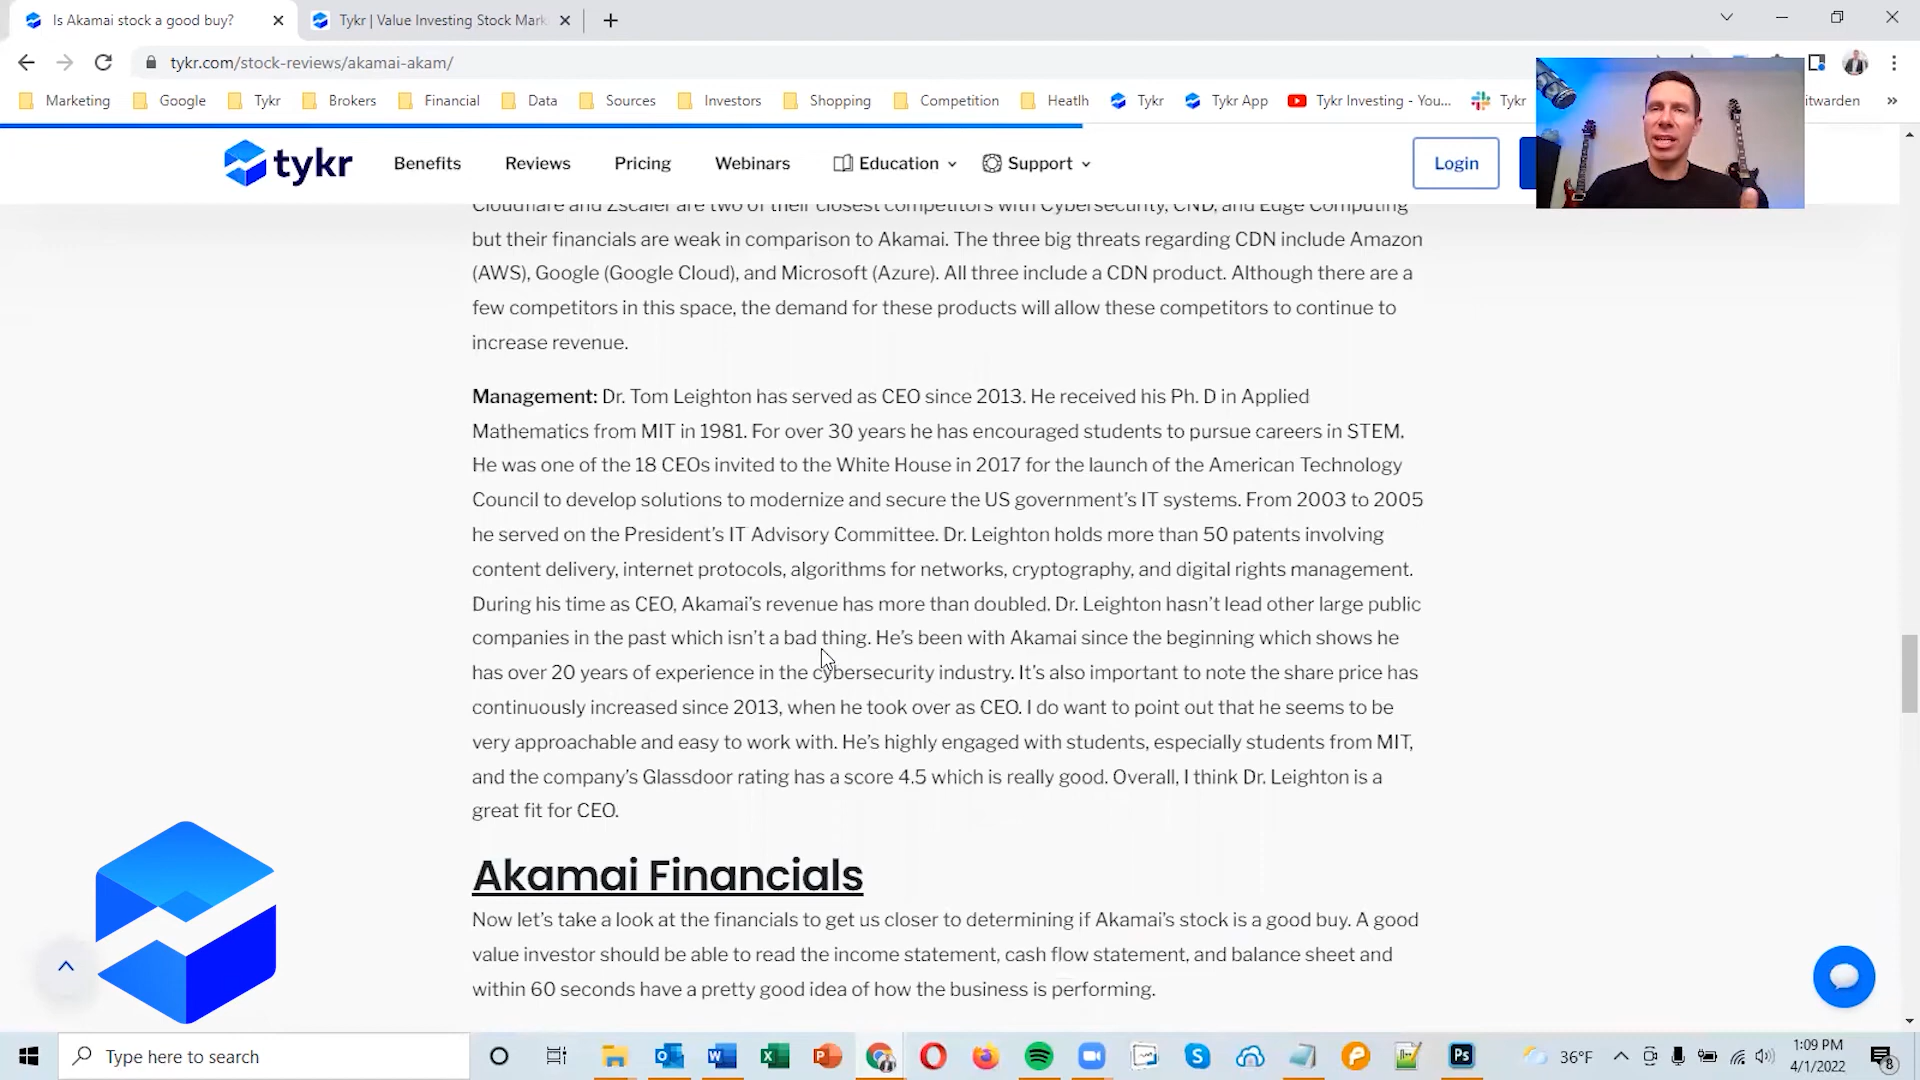 Is Akamai stock a good buy?
Tykr | Value Investing Stock Mark
tykr.com/stock-reviews/akamai-akam/
Marketing Google Tykr Brokers Financial Data Sources Investors Shopping Competition Heatlh Tykr Tykr App Tykr Investing - You... Tykr itwarden »
tykr Benefits Reviews Pricing Webinars Education Support Login
Cloudflare and Zscaler are two of their closest competitors with Cybersecurity, CND, and Edge Computing
but their financials are weak in comparison to Akamai. The three big threats regarding CDN include Amazon
(AWS), Google (Google Cloud), and Microsoft (Azure). All three include a CDN product. Although there are a
few competitors in this space, the demand for these products will allow these competitors to continue to
increase revenue.
Management: Dr. Tom Leighton has served as CEO since 2013. He received his Ph. D in Applied
Mathematics from MIT in 1981. For over 30 years he has encouraged students to pursue careers in STEM.
He was one of the 18 CEOs invited to the White House in 2017 for the launch of the American Technology
Council to develop solutions to modernize and secure the US government's IT systems. From 2003 to 2005
he served on the President's IT Advisory Committee. Dr. Leighton holds more than 50 patents involving
content delivery, internet protocols, algorithms for networks, cryptography, and digital rights management.
During his time as CEO, Akamai's revenue has more than doubled. Dr. Leighton hasn't lead other large public
companies in the past which isn't a bad thing. He's been with Akamai since the beginning which shows he
has over 20 years of experience in the cybersecurity industry. It's also important to note the share price has
continuously increased since 2013, when he took over as CEO. I do want to point out that he seems to be
very approachable and easy to work with. He's highly engaged with students, especially students from MIT,
and the company's Glassdoor rating has a score 4.5 which is really good. Overall, I think Dr. Leighton is a
great fit for CEO.
Akamai Financials
Now let's take a look at the financials to get us closer to determining if Akamai's stock is a good buy. A good
value investor should be able to read the income statement, cash flow statement, and balance sheet and
within 60 seconds have a pretty good idea of how the business is performing.
Type here to search
Ps
36°F
1:09 PM
4/1/2022
8